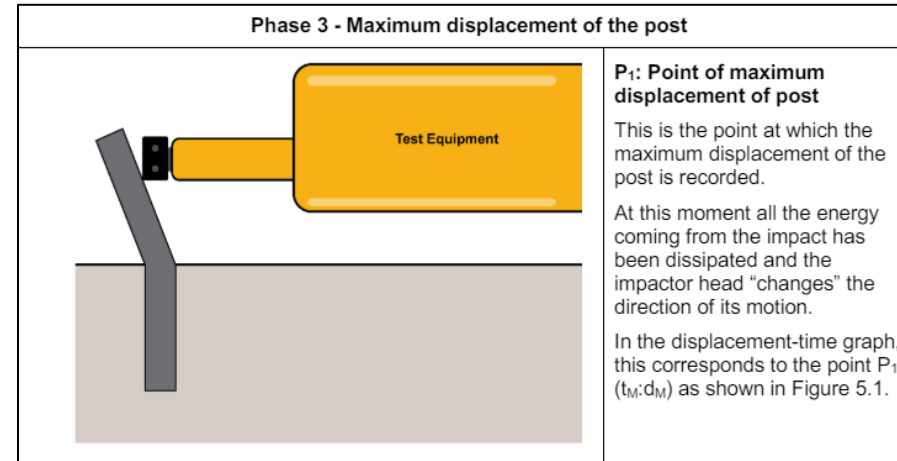 Phase 3 - Maximum displacement of the post
Test Equipment
P₁: Point of maximum
displacement of post
This is the point at which the
maximum displacement of the
post is recorded.
At this moment all the energy
coming from the impact has
been dissipated and the
impactor head “changes” the
direction of its motion.
In the displacement-time graph,
this corresponds to the point P₁
(tM:dM) as shown in Figure 5.1.